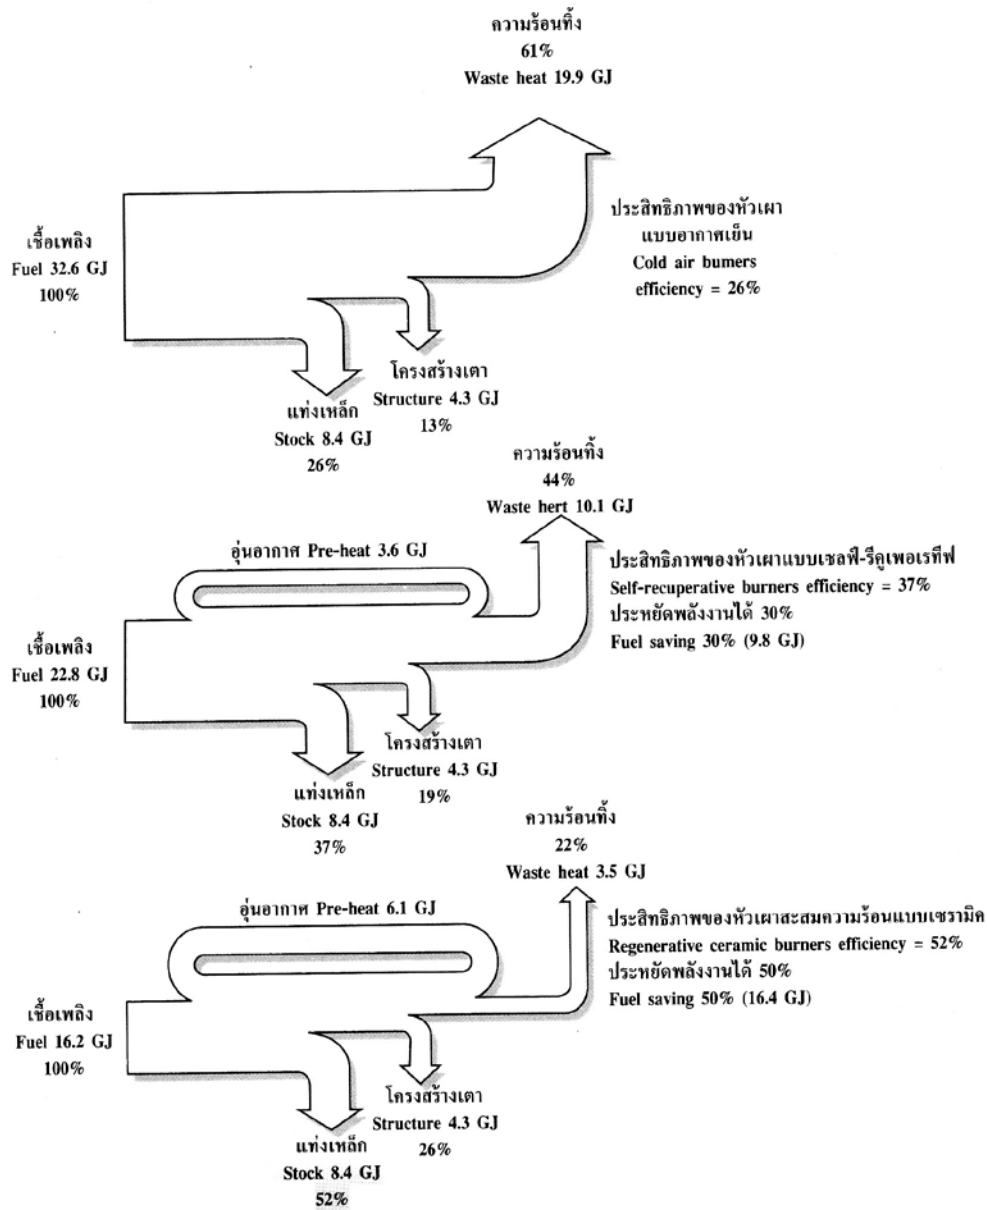 ความร้อนทิ้ง
61%
Waste heat 19.9 GJ
เชื้อเพลิง
Fuel 32.6 GJ
100%
ประสิทธิภาพของหัวเผา
แบบอากาศเย็น
Cold air bumers
efficiency = 26%
โครงสร้างเตา
Structure 4.3 GJ
13%
แท่งเหล็ก
Stock 8.4 GJ
26%
ความร้อนทิ้ง
44%
Waste hert 10.1 GJ
อุ่นอากาศ Pre-heat 3.6 GJ
ประสิทธิภาพของหัวเผาแบบเซลฟ์-รีคูเพอเรทีฟ
Self-recuperative burners efficiency = 37%
ประหยัดพลังงานได้ 30%
Fuel saving 30% (9.8 GJ)
เชื้อเพลิง
Fuel 22.8 GJ
100%
โครงสร้างเตา
Structure 4.3 GJ
19%
แท่งเหล็ก
Stock 8.4 GJ
37%
ความร้อนทิ้ง
22%
Waste heat 3.5 GJ
อุ่นอากาศ Pre-heat 6.1 GJ
ประสิทธิภาพของหัวเผาสะสมความร้อนแบบเซรามิค
Regenerative ceramic burners efficiency = 52%
ประหยัดพลังงานได้ 50%
Fuel saving 50% (16.4 GJ)
เชื้อเพลิง
Fuel 16.2 GJ
100%
โครงสร้างเตา
Structure 4.3 GJ
26%
แท่งเหล็ก
Stock 8.4 GJ
52%